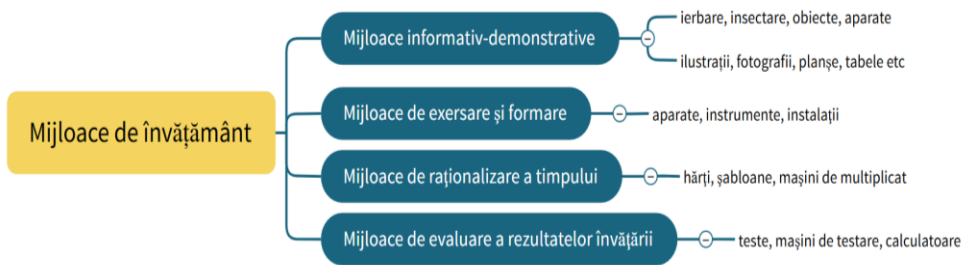 Mijloace de învățământ
Mijloace informativ-demonstrative
ierbare, insectare, obiecte, aparate
ilustrații, fotografii, planșe, tabele etc
Mijloace de exersare și formare
aparate, instrumente, instalații
Mijloace de raționalizare a timpului
hărți, șabloane, mașini de multiplicat
Mijloace de evaluare a rezultatelor învățării
teste, mașini de testare, calculatoare